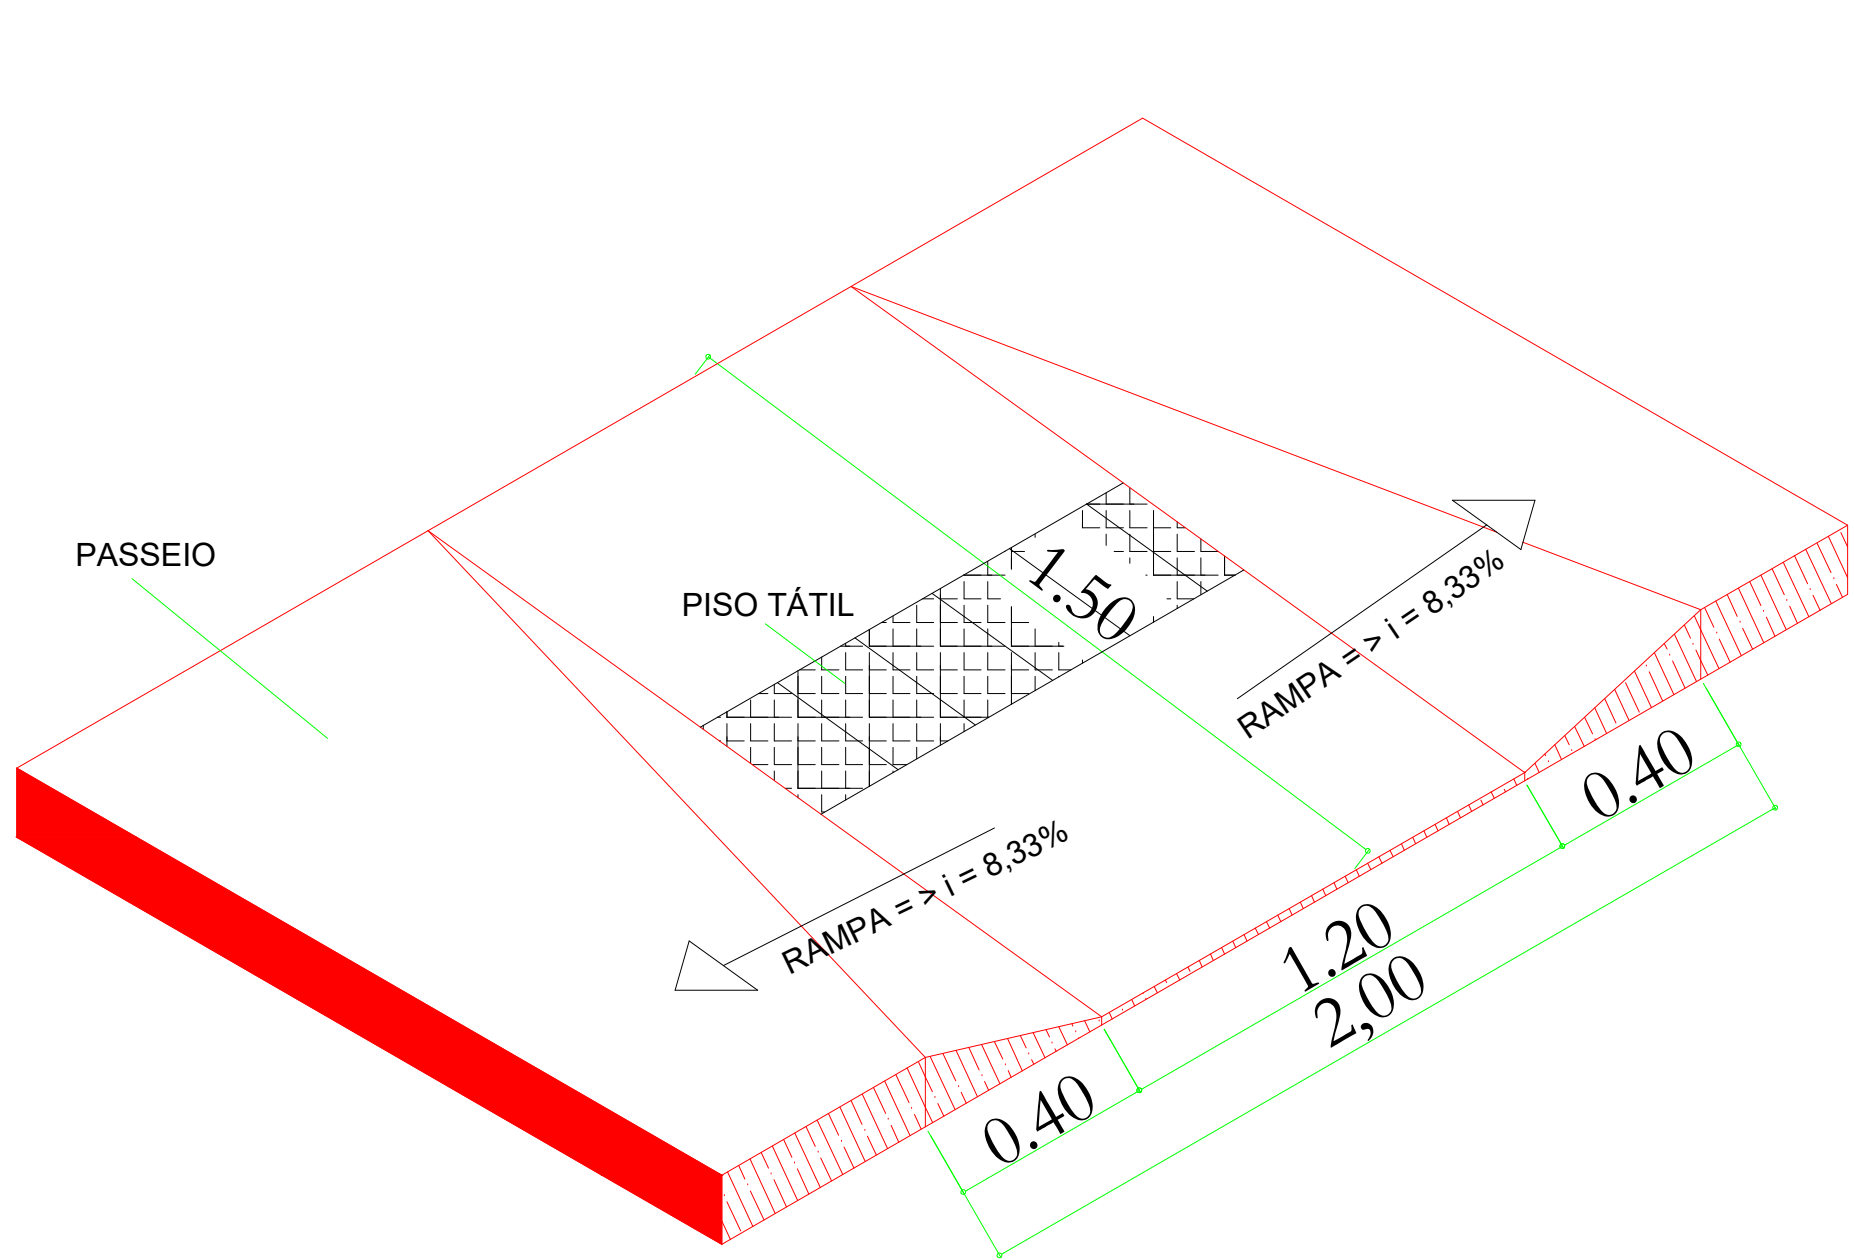 PASSEIO
PISO TÁTIL
1.50
RAMPA = > i = 8,33%
RAMPA = > i = 8,33%
0.40
1.20
2,00
0.40